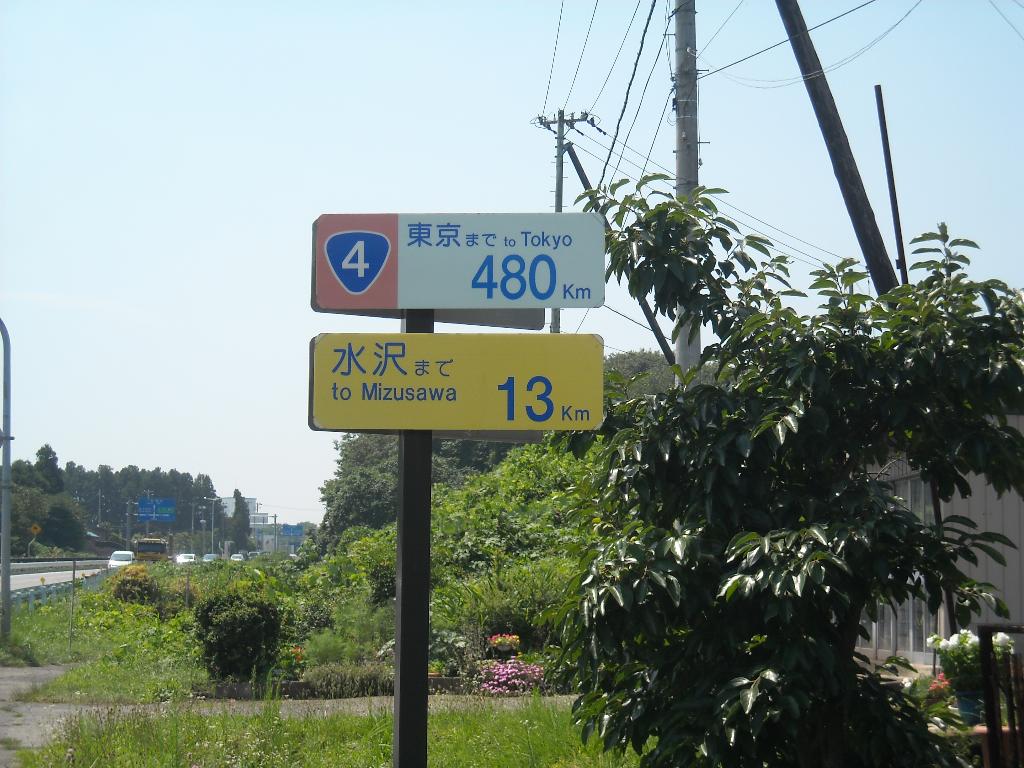 4
東京 まで to Tokyo
480 Km
水沢 まで
to Mizusawa 13 Km